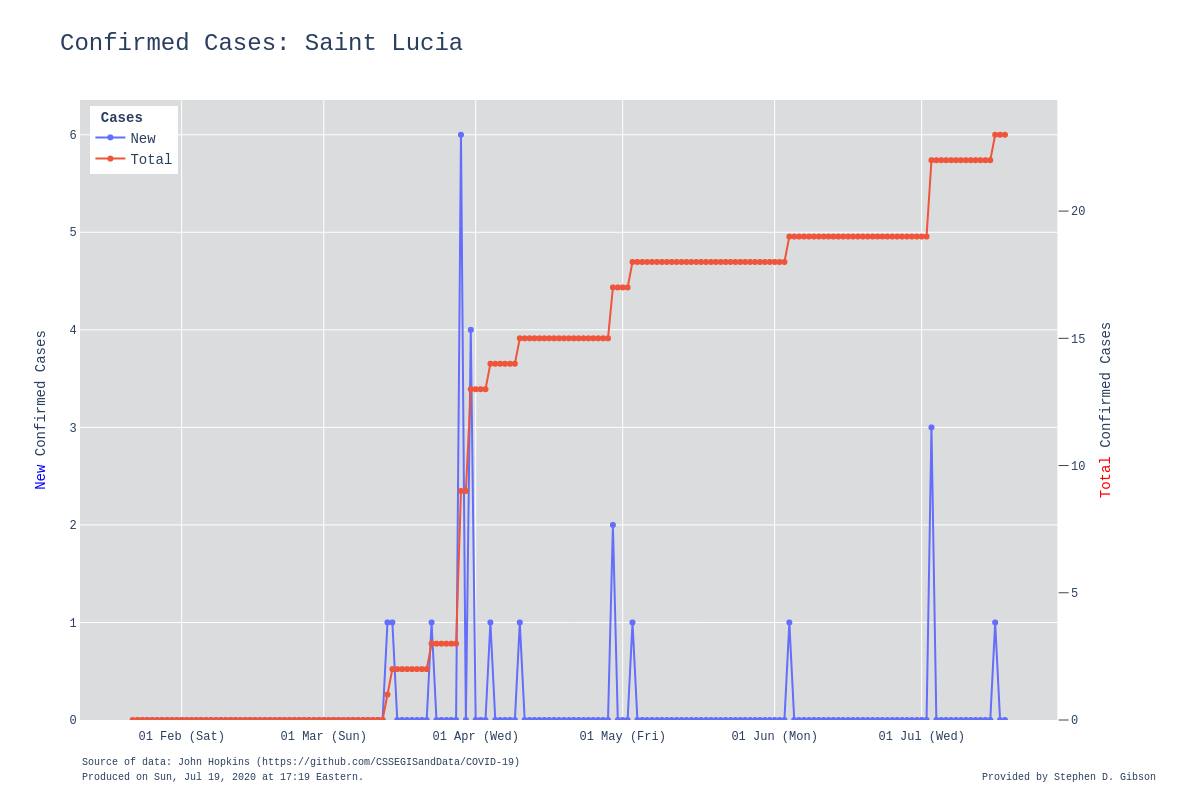 Confirmed Cases: Saint Lucia
Cases
New
Total
6
5
4
3
2
1
0
New Confirmed Cases
20
15
10
5
0
Total Confirmed Cases
01 Feb (Sat)
01 Mar (Sun)
01 Apr (Wed)
01 May (Fri)
01 Jun (Mon)
01 Jul (Wed)
Source of data: John Hopkins (https://github.com/CSSEGISandData/COVID-19)
Produced on Sun, Jul 19, 2020 at 17:19 Eastern.
Provided by Stephen D. Gibson